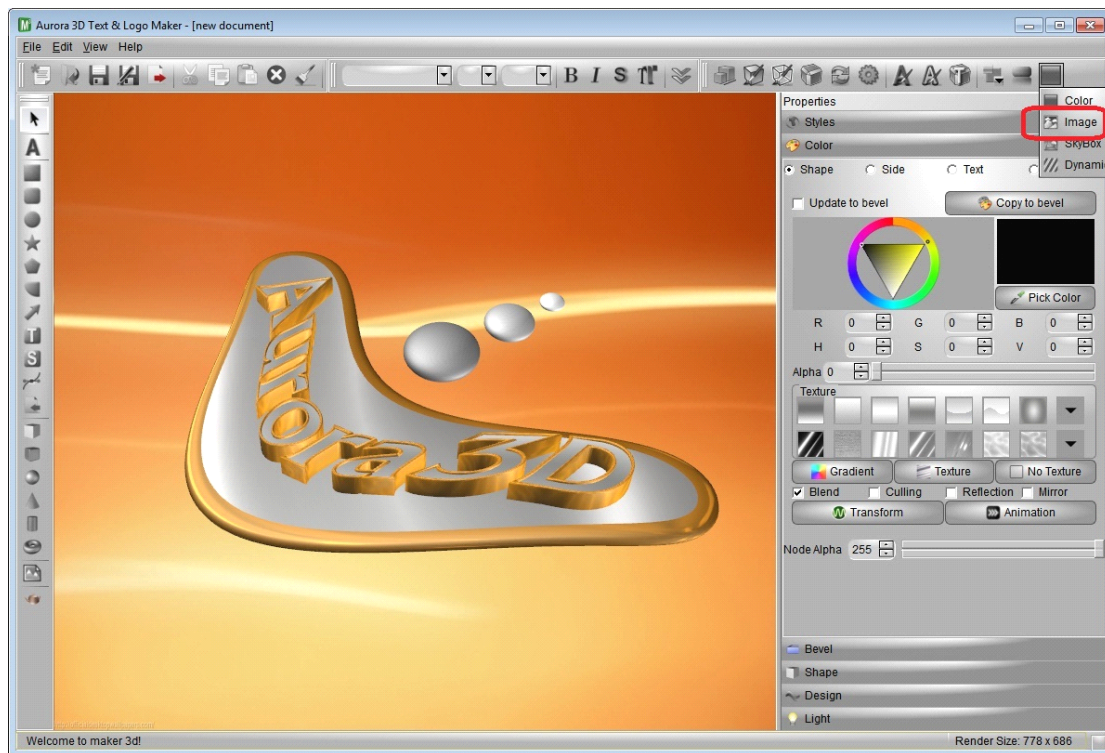 Aurora 3D Text & Logo Maker - [new document]
File Edit View Help
B I S T
Properties
Color
Styles
Image
Color
SkyBox
Dynami
Shape Side Text
Update to bevel Copy to bevel
Pick Color
R 0 G 0 B 0
H 0 S 0 V 0
Alpha 0
Texture
Gradient Texture No Texture
Blend Culling Reflection Mirror
Transform Animation
Node Alpha 255
A
T
S
Aurora 3D
Bevel
Shape
Design
Light
Welcome to maker 3d! Render Size: 778 x 686